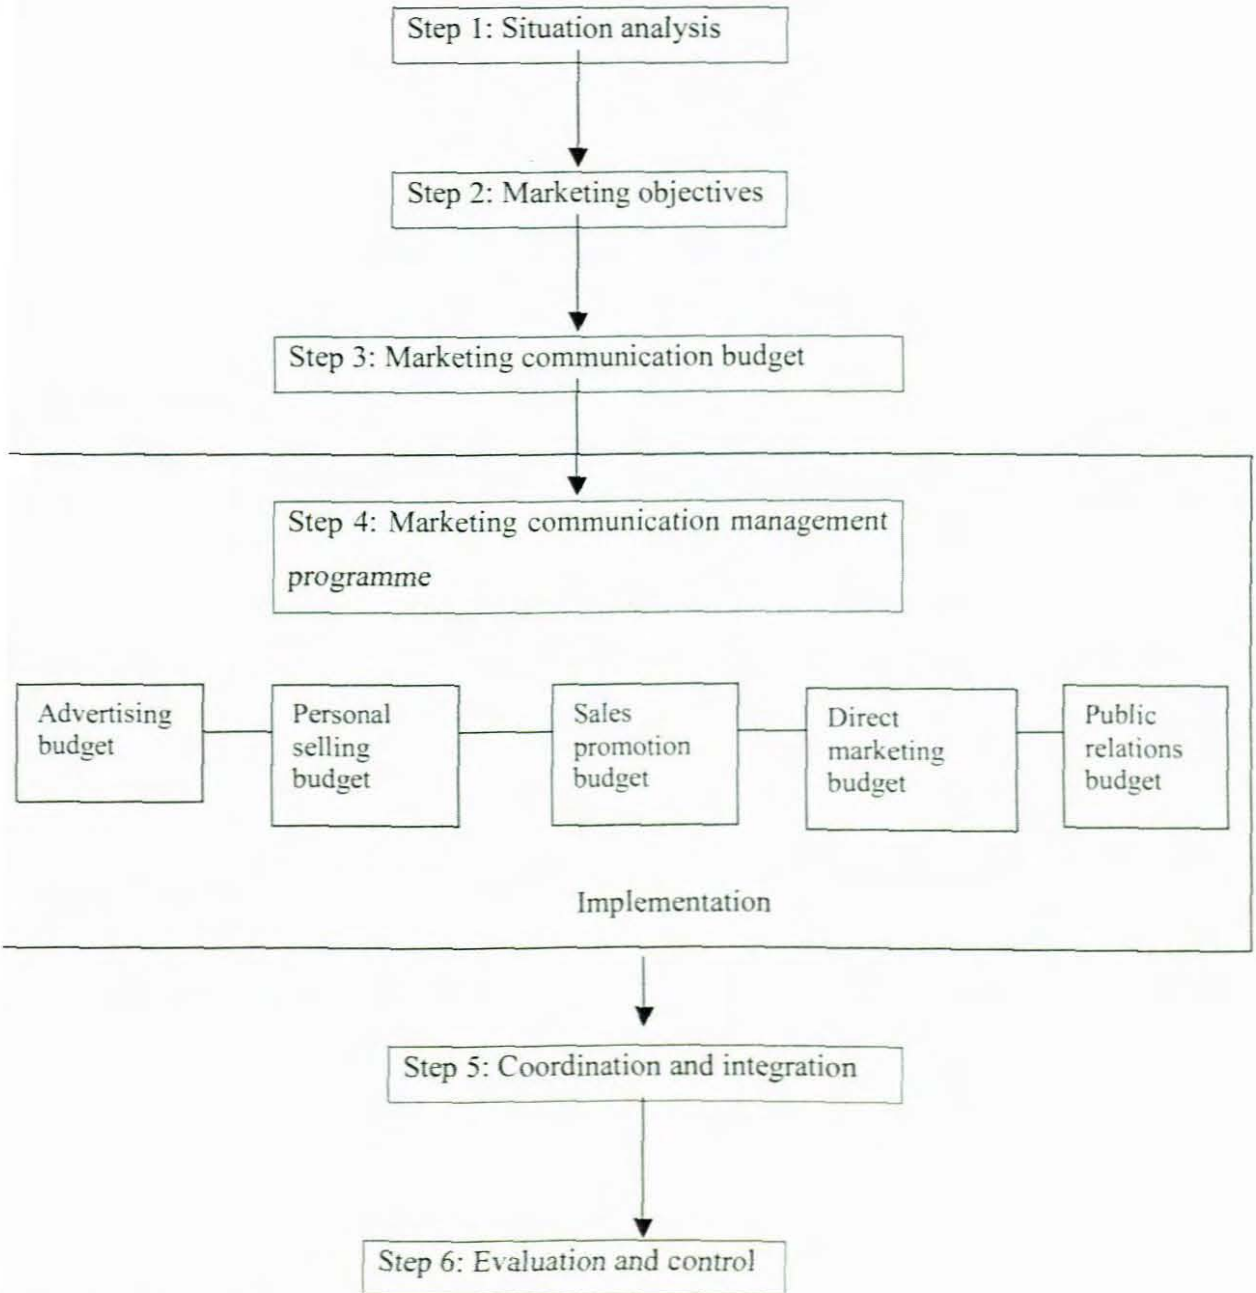 Step 1: Situation analysis
Step 2: Marketing objectives
Step 3: Marketing communication budget
Step 4: Marketing communication management
programme
Advertising
budget
Personal
selling
budget
Sales
promotion
budget
Direct
marketing
budget
Public
relations
budget
Implementation
Step 5: Coordination and integration
Step 6: Evaluation and control